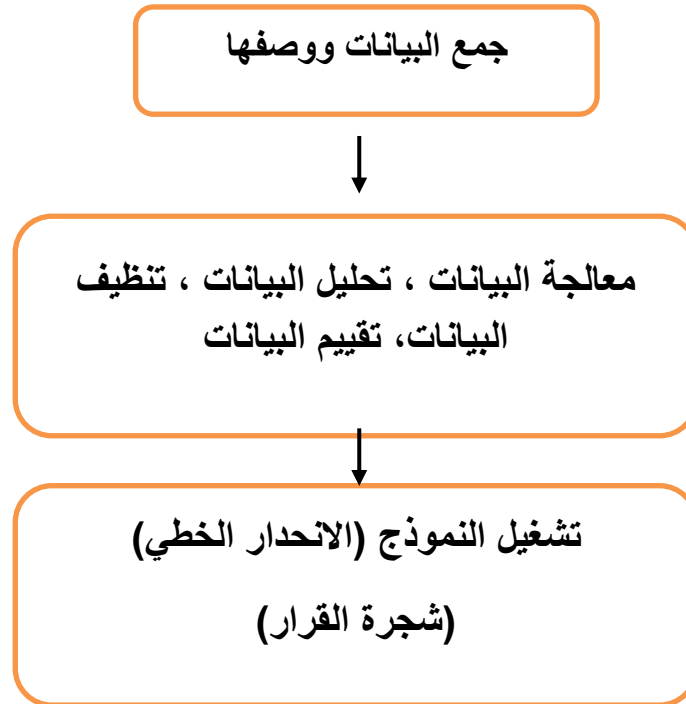 جمع البيانات ووصفها
معالجة البيانات ، تحليل البيانات ، تنظيف
البيانات، تقييم البيانات
تشغيل النموذج (الانحدار الخطي)
(شجرة القرار)